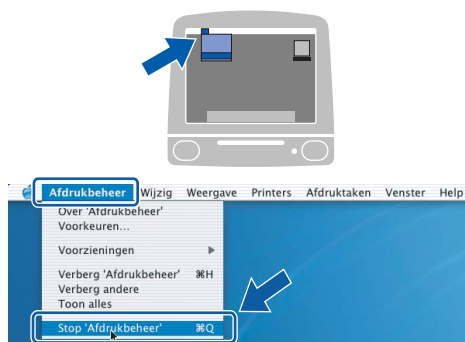 Afdrukbeheer Wijzig Weergave Printers Afdruktaken Venster Help
Over 'Afdrukbeheer'
Voorkeuren...
Voorzieningen ▶
Verberg 'Afdrukbeheer' ⌘H
Verberg andere
Toon alles
Stop 'Afdrukbeheer' ⌘Q